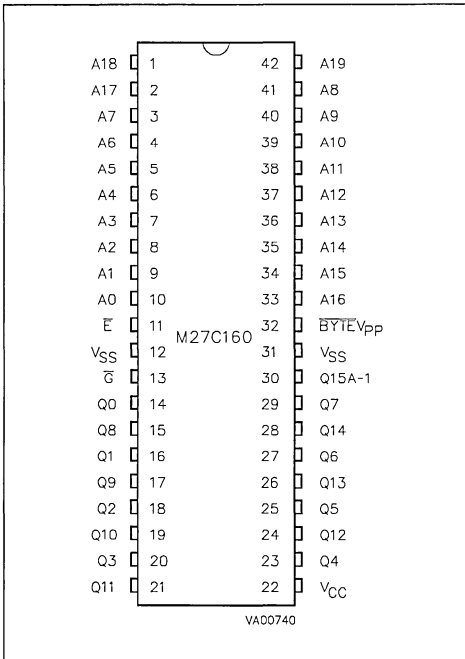 A18 1 42 A19
A17 2 41 A8
A7 3 40 A9
A6 4 39 A10
A5 5 38 A11
A4 6 37 A12
A3 7 36 A13
A2 8 35 A14
A1 9 34 A15
A0 10 33 A16
E̅ 11 32 B̅Y̅T̅E̅VPP
VSS 12 M27C160 31 VSS
G̅ 13 30 Q15A-1
Q0 14 29 Q7
Q8 15 28 Q14
Q1 16 27 Q6
Q9 17 26 Q13
Q2 18 25 Q5
Q10 19 24 Q12
Q3 20 23 Q4
Q11 21 22 VCC
VA00740